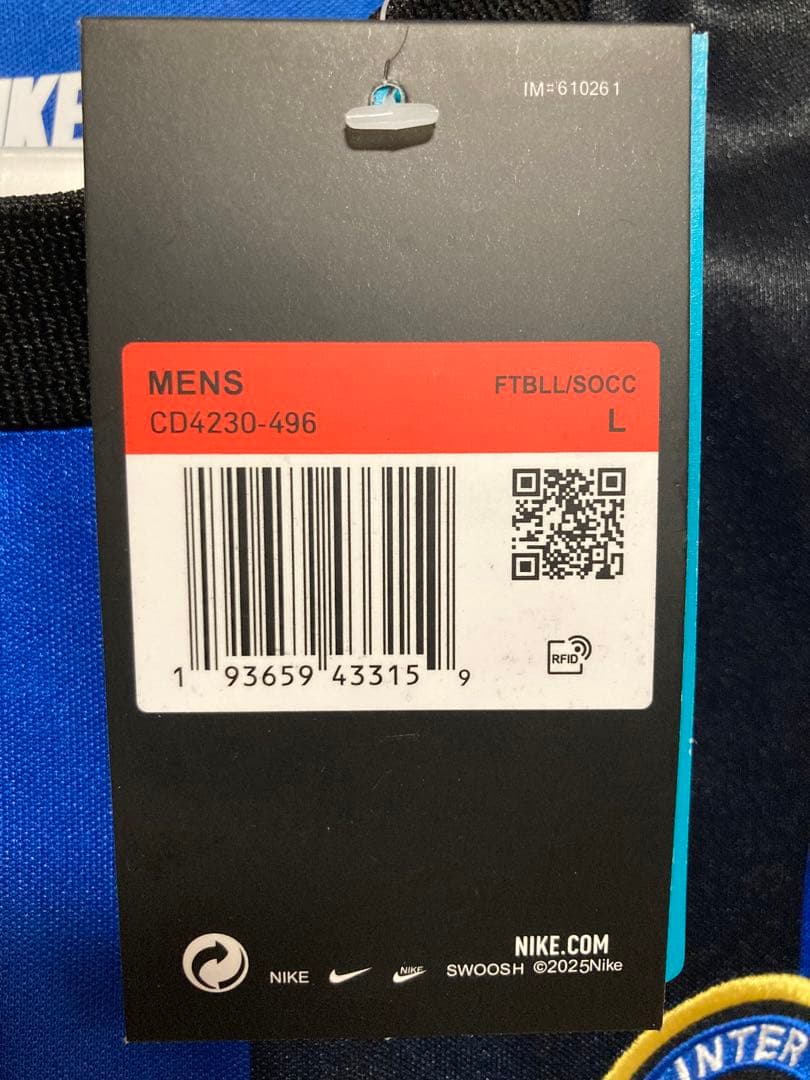 IKE
IM#610261
MENS
FTBLL/SOCC
CD4230-496
L
1 93659 43315 9
RFID
NIKE.COM
NIKE
NIKE
SWOOSH ©2025Nike
INTER